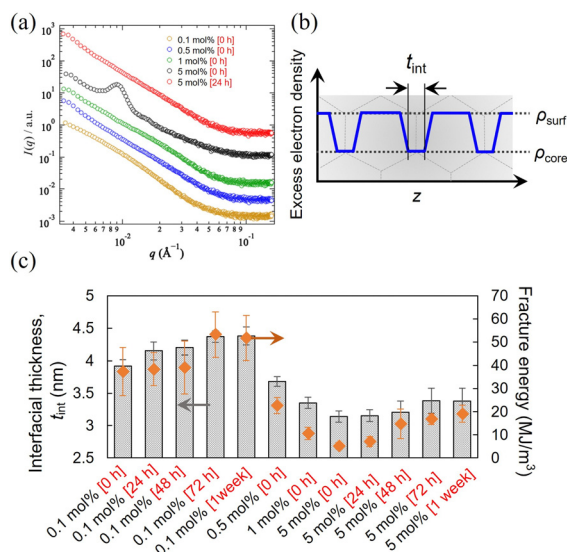 (a)
10³
10²
10¹
10⁰
10⁻¹
10⁻²
10⁻³
I(q) / a.u.
0.1 mol% [0 h]
0.5 mol% [0 h]
1 mol% [0 h]
5 mol% [0 h]
5 mol% [24 h]
4 5 6 7 8 9 10⁻² 2 3 4 5 6 7 8 9 10⁻¹
q (Å⁻¹)
(b)
t_int
Excess electron density
ρ_surf
ρ_core
z
(c)
Interfacial thickness,
t_int (nm)
5
4.5
4
3.5
3
2.5
70
60
50
40
30
20
10
0
Fracture energy
(MJ/m³)
0.1 mol% [0 h]
0.1 mol% [24 h]
0.1 mol% [48 h]
0.1 mol% [72 h]
0.1 mol% [1week]
0.5 mol% [0 h]
1 mol% [0 h]
5 mol% [0 h]
5 mol% [24 h]
5 mol% [48 h]
5 mol% [72 h]
5 mol% [1 week]